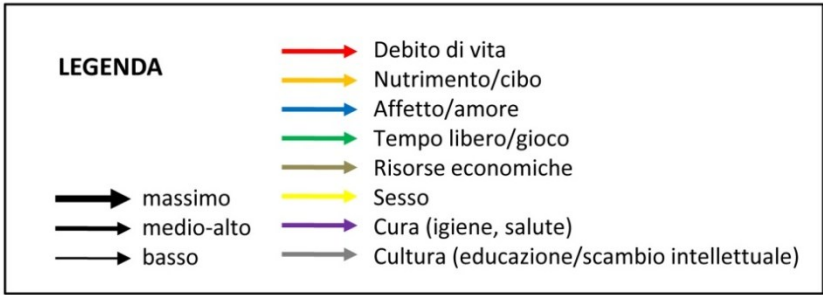 LEGENDA
massimo
medio-alto
basso
Debito di vita
Nutrimento/cibo
Affetto/amore
Tempo libero/gioco
Risorse economiche
Sesso
Cura (igiene, salute)
Cultura (educazione/scambio intellettuale)